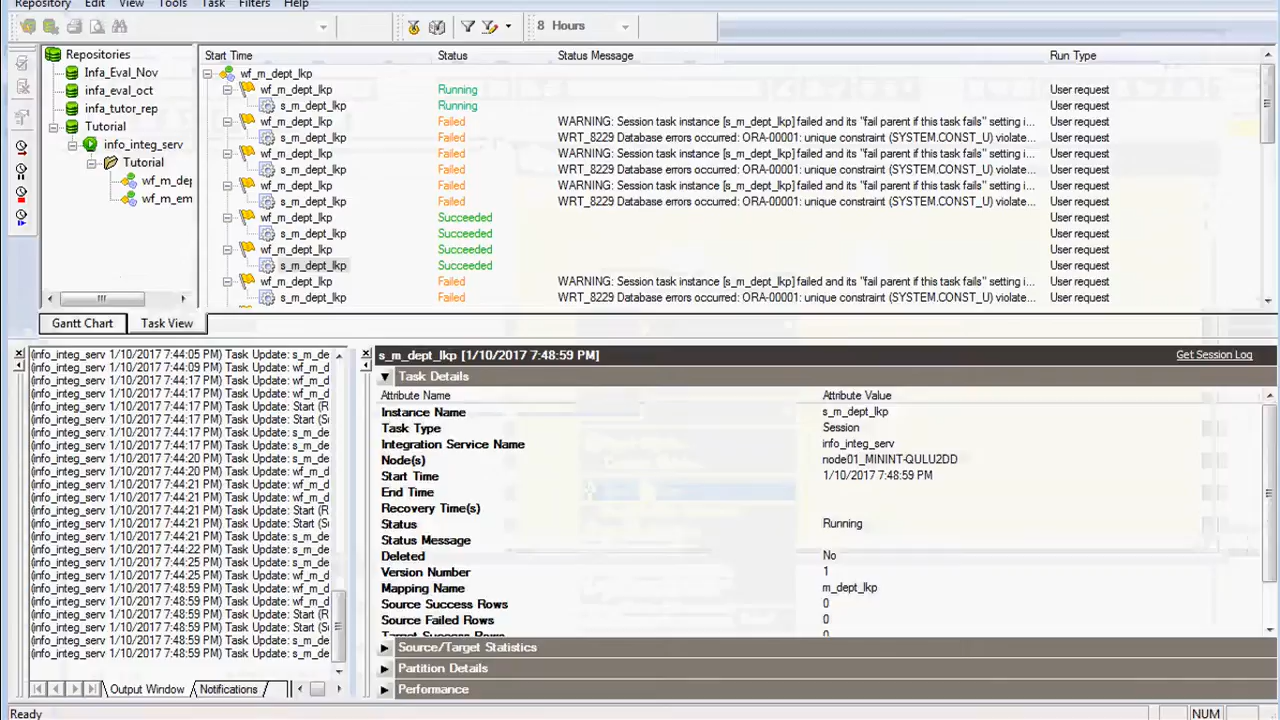 Repository Edit View Tools Task Filters Help
8 Hours
Repositories
Infa_Eval_Nov
infa_eval_oct
infa_tutor_rep
Tutorial
info_integ_serv
Tutorial
wf_m_dep
wf_m_em
Start Time Status Status Message Run Type
wf_m_dept_lkp
wf_m_dept_lkp Running User request
s_m_dept_lkp Running User request
wf_m_dept_lkp Failed WARNING: Session task instance [s_m_dept_lkp] failed and its "fail parent if this task fails" setting i... User request
s_m_dept_lkp Failed WRT_8229 Database errors occurred: ORA-00001: unique constraint (SYSTEM.CONST_U) violate... User request
wf_m_dept_lkp Failed WARNING: Session task instance [s_m_dept_lkp] failed and its "fail parent if this task fails" setting i... User request
s_m_dept_lkp Failed WRT_8229 Database errors occurred: ORA-00001: unique constraint (SYSTEM.CONST_U) violate... User request
wf_m_dept_lkp Failed WARNING: Session task instance [s_m_dept_lkp] failed and its "fail parent if this task fails" setting i... User request
s_m_dept_lkp Failed WRT_8229 Database errors occurred: ORA-00001: unique constraint (SYSTEM.CONST_U) violate... User request
wf_m_dept_lkp Succeeded User request
s_m_dept_lkp Succeeded User request
wf_m_dept_lkp Succeeded User request
s_m_dept_lkp Succeeded User request
wf_m_dept_lkp Failed WARNING: Session task instance [s_m_dept_lkp] failed and its "fail parent if this task fails" setting i... User request
s_m_dept_lkp Failed WRT_8229 Database errors occurred: ORA-00001: unique constraint (SYSTEM.CONST_U) violate... User request
Gantt Chart Task View
(info_integ_serv 1/10/2017 7:44:05 PM) Task Update: s_m_de
(info_integ_serv 1/10/2017 7:44:09 PM) Task Update: wf_m_d
(info_integ_serv 1/10/2017 7:44:17 PM) Task Update: wf_m_d
(info_integ_serv 1/10/2017 7:44:17 PM) Task Update: wf_m_d
(info_integ_serv 1/10/2017 7:44:17 PM) Task Update: Start (R
(info_integ_serv 1/10/2017 7:44:17 PM) Task Update: Start (Su
(info_integ_serv 1/10/2017 7:44:17 PM) Task Update: s_m_de
(info_integ_serv 1/10/2017 7:44:20 PM) Task Update: s_m_de
(info_integ_serv 1/10/2017 7:44:20 PM) Task Update: wf_m_d
(info_integ_serv 1/10/2017 7:44:21 PM) Task Update: wf_m_d
(info_integ_serv 1/10/2017 7:44:21 PM) Task Update: wf_m_d
(info_integ_serv 1/10/2017 7:44:21 PM) Task Update: Start (R
(info_integ_serv 1/10/2017 7:44:21 PM) Task Update: Start (Su
(info_integ_serv 1/10/2017 7:44:21 PM) Task Update: s_m_de
(info_integ_serv 1/10/2017 7:44:22 PM) Task Update: s_m_de
(info_integ_serv 1/10/2017 7:44:25 PM) Task Update: s_m_de
(info_integ_serv 1/10/2017 7:44:25 PM) Task Update: wf_m_d
(info_integ_serv 1/10/2017 7:48:59 PM) Task Update: wf_m_d
(info_integ_serv 1/10/2017 7:48:59 PM) Task Update: wf_m_d
(info_integ_serv 1/10/2017 7:48:59 PM) Task Update: Start (R
(info_integ_serv 1/10/2017 7:48:59 PM) Task Update: Start (Su
(info_integ_serv 1/10/2017 7:48:59 PM) Task Update: s_m_de
(info_integ_serv 1/10/2017 7:48:59 PM) Task Update: s_m_de
Output Window Notifications
s_m_dept_lkp [1/10/2017 7:48:59 PM] Get Session Log
Task Details
Attribute Name Attribute Value
Instance Name s_m_dept_lkp
Task Type Session
Integration Service Name info_integ_serv
Node(s) node01_MININT-QULU2DD
Start Time 1/10/2017 7:48:59 PM
End Time
Recovery Time(s)
Status Running
Status Message
Deleted No
Version Number 1
Mapping Name m_dept_lkp
Source Success Rows 0
Source Failed Rows 0
Target Success Rows 0
Source/Target Statistics
Partition Details
Performance
Ready NUM